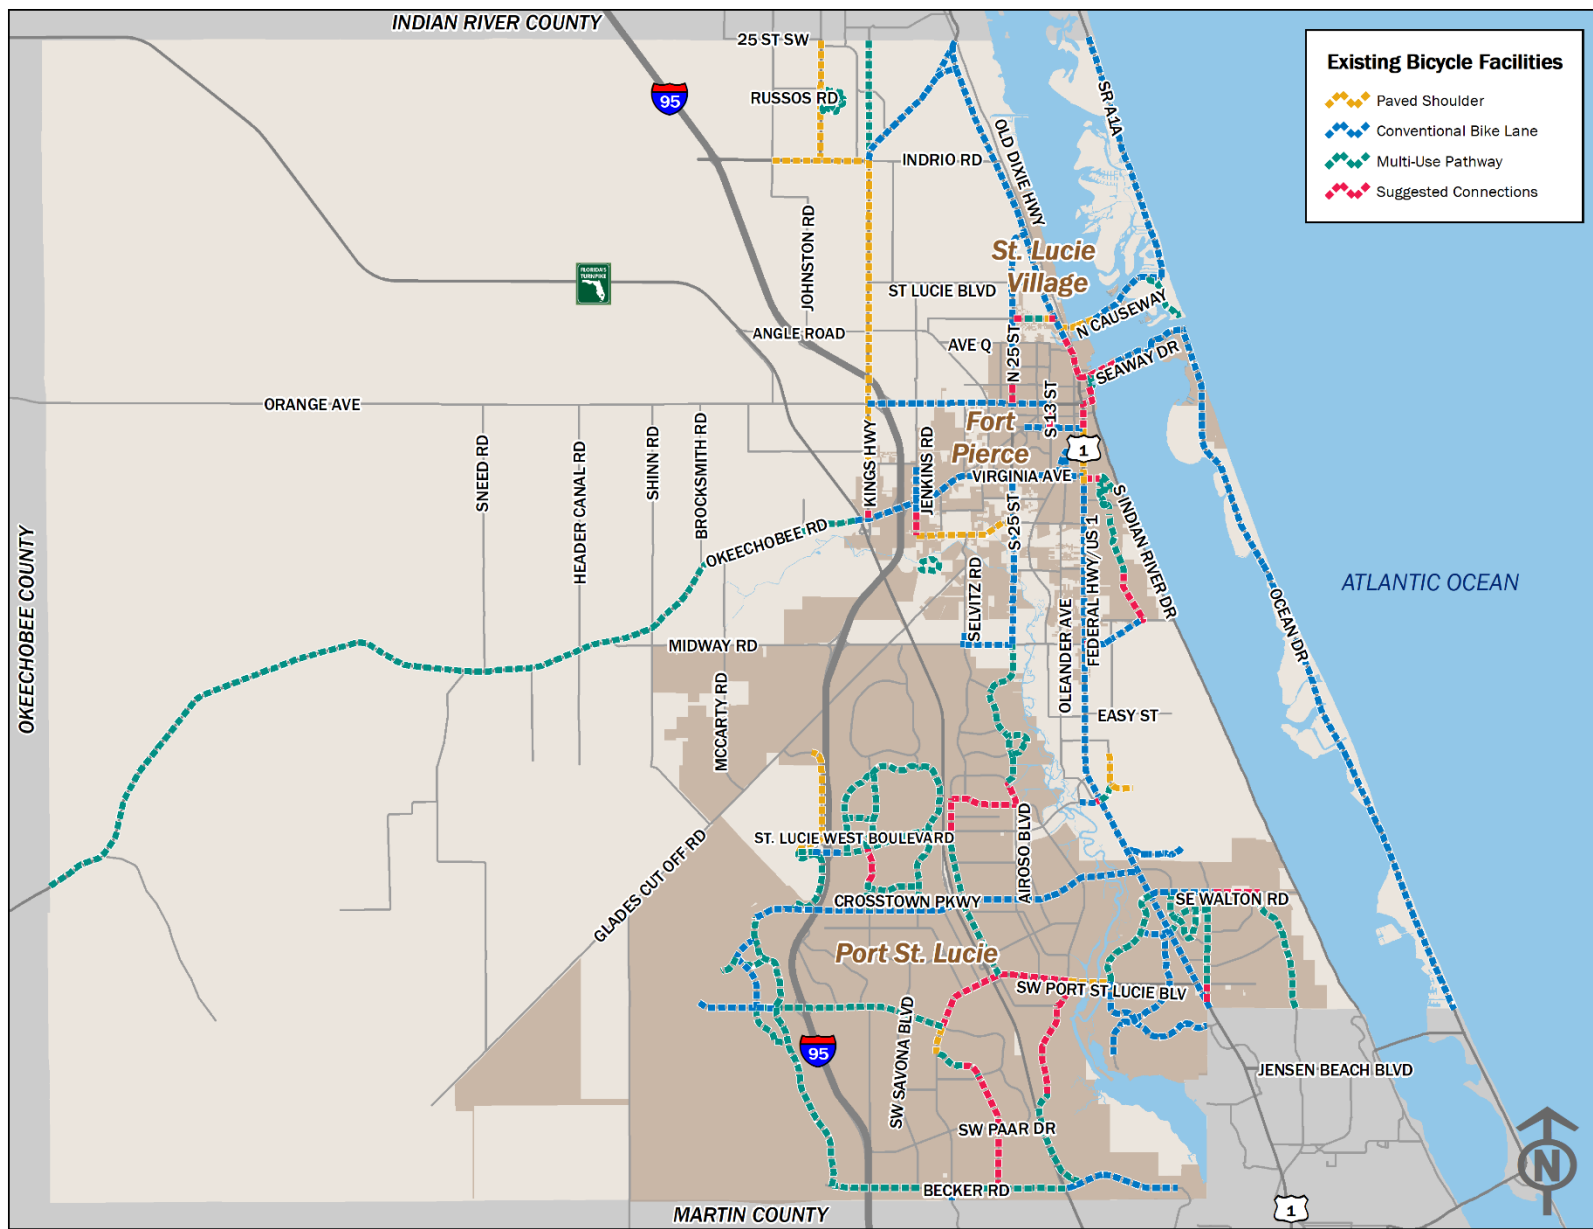 INDIAN RIVER COUNTY
25 ST SW
95
RUSSOS RD
SR A1A
Existing Bicycle Facilities
Paved Shoulder
Conventional Bike Lane
Multi-Use Pathway
Suggested Connections
OLD DIXIE HWY
INDRIO RD
JOHNSTON RD
St. Lucie
Village
FLORIDA'S
TURNPIKE
ST LUCIE BLVD
N CAUSEWAY
ANGLE ROAD
AVE Q
N 25 ST
SEAWAY DR
ORANGE AVE
S 13 ST
Fort
Pierce
1
SNEED RD
HEADER CANAL RD
SHINN RD
BROCKSMITH RD
KINGS HWY
JENKINS RD
VIRGINIA AVE
S 25 ST
S INDIAN RIVER DR
OKEECHOBEE RD
FEDERAL HWY/US 1
OKEECHOBEE COUNTY
ATLANTIC OCEAN
SELVITZ RD
OLEANDER AVE
OCEAN DR
MIDWAY RD
MCCARTY RD
EASY ST
ST. LUCIE WEST BOULEVARD
AIROSO BLVD
GLADES CUT OFF RD
CROSSTOWN PKWY
SE WALTON RD
Port St. Lucie
SW PORT ST LUCIE BLV
SW SAVONA BLVD
95
JENSEN BEACH BLVD
SW PAAR DR
BECKER RD
N
MARTIN COUNTY
1